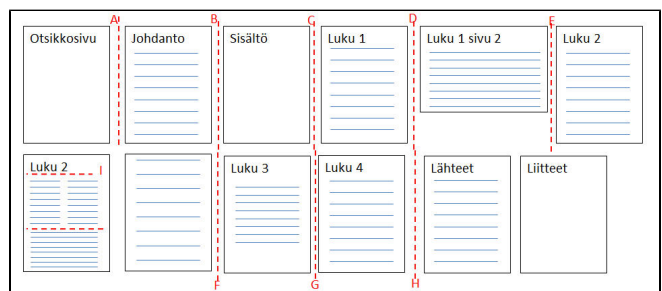 A
B
C
D
E
Otsikkosivu
Johdanto
Sisältö
Luku 1
Luku 1 sivu 2
Luku 2
Luku 2
I
Luku 3
Luku 4
Lähteet
Liitteet
F
G
H